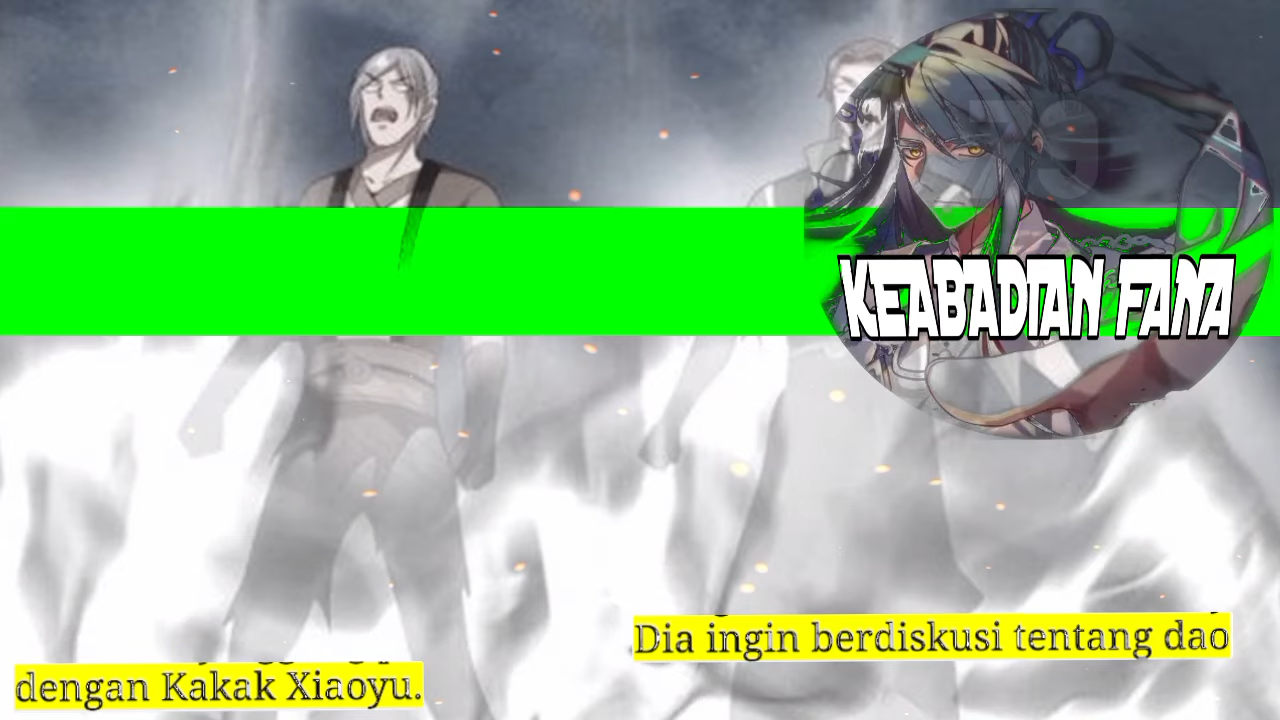 KEABADIAN FANA
Dia ingin berdiskusi tentang dao
dengan Kakak Xiaoyu.